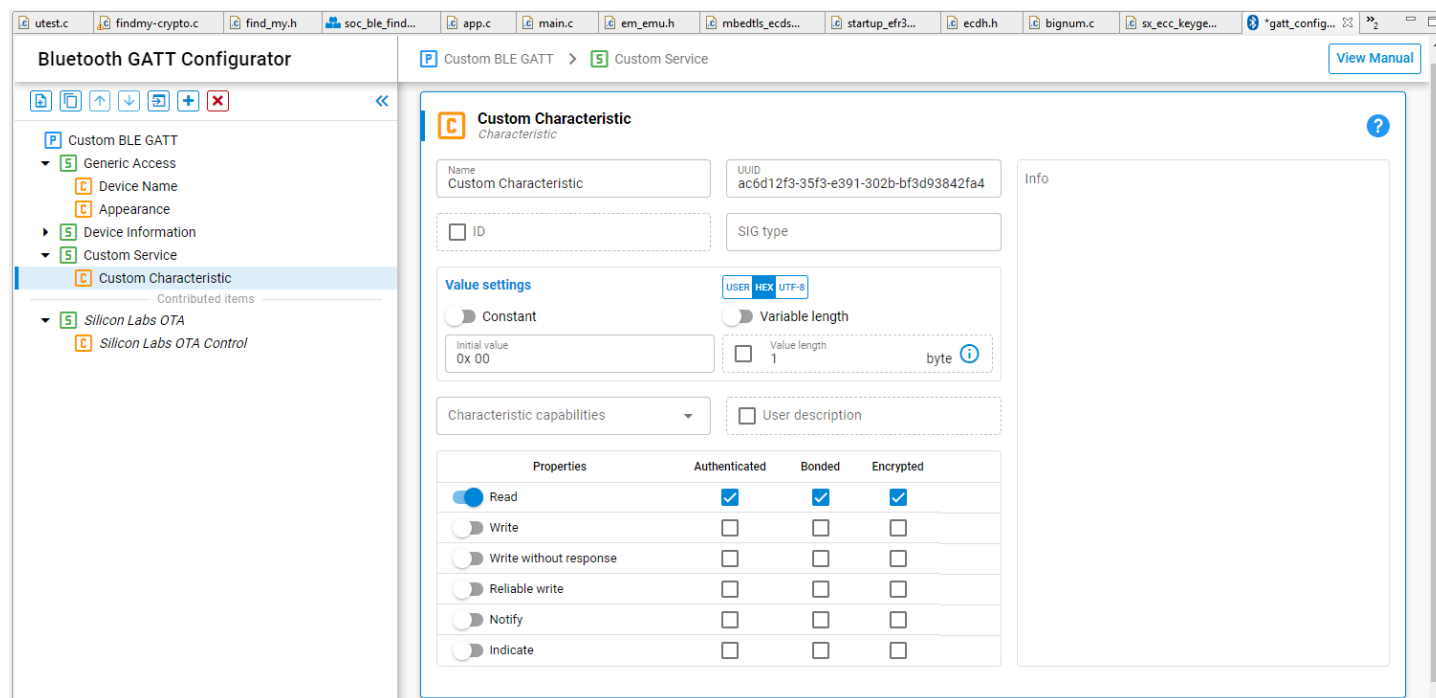 utest.c findmy-crypto.c find_my.h soc_ble_find... app.c main.c em_emu.h mbedtls_ecds... startup_efr3... ecdh.h bignum.c sx_ecc_keyge... *gatt_config... »2
Bluetooth GATT Configurator
P Custom BLE GATT > S Custom Service
View Manual
P Custom BLE GATT
S Generic Access
C Device Name
C Appearance
S Device Information
S Custom Service
C Custom Characteristic
Contributed items
S Silicon Labs OTA
C Silicon Labs OTA Control
C Custom Characteristic
Characteristic
?
Name
Custom Characteristic
UUID
ac6d12f3-35f3-e391-302b-bf3d93842fa4
Info
ID
SIG type
Value settings
USER HEX UTF-8
Constant
Variable length
Initial value
0x 00
Value length
1
byte
Characteristic capabilities
User description
Properties Authenticated Bonded Encrypted
Read
Write
Write without response
Reliable write
Notify
Indicate